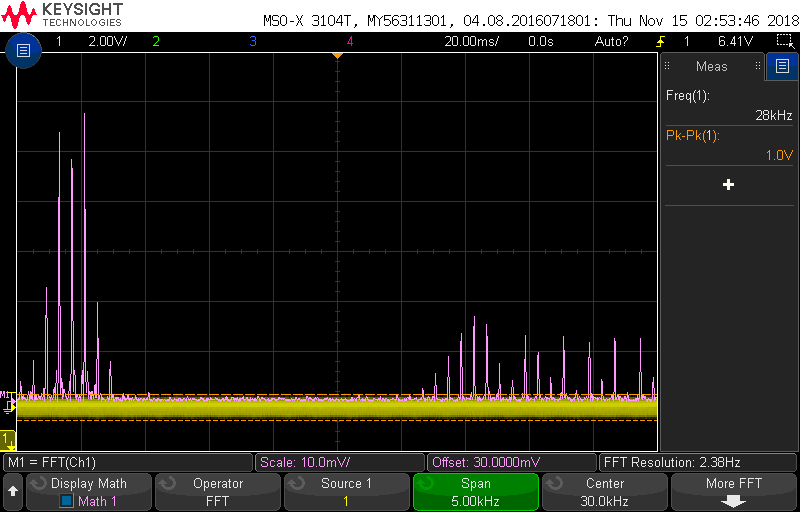 KEYSIGHT
TECHNOLOGIES
MSO-X 3104T, MY56311301, 04.08.2016071801: Thu Nov 15 02:53:46 2018
1 2.00V/ 2 3 4 20.00ms/ 0.0s Auto? 1 6.41V
Meas
Freq(1):
28kHz
Pk-Pk(1):
1.0V
M1
1
M1 = FFT(Ch1) Scale: 10.0mV/ Offset: 30.0000mV FFT Resolution: 2.38Hz
Display Math Operator Source 1 Span Center More FFT
Math 1 FFT 1 5.00kHz 30.0kHz